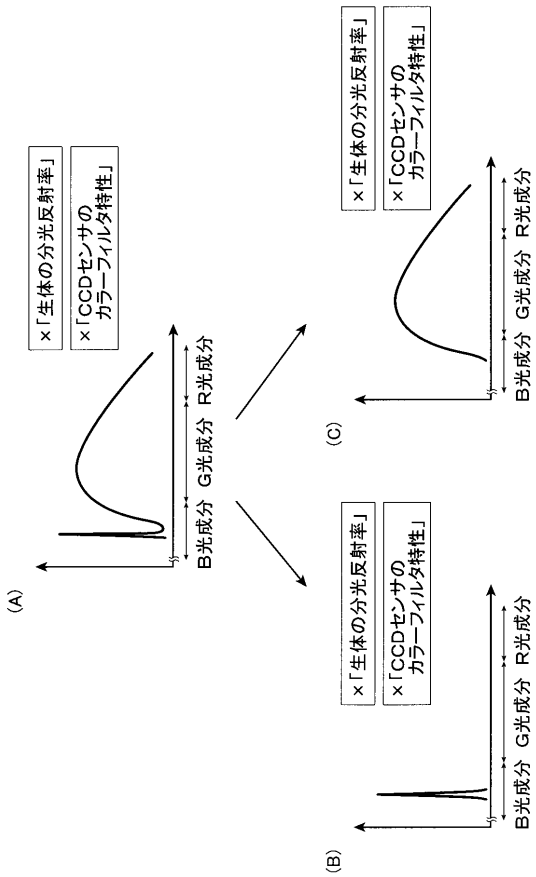 (A)
×「生体の分光反射率」
×「CCDセンサの
カラーフィルタ特性」
B光成分 G光成分 R光成分
(B)
×「生体の分光反射率」
×「CCDセンサの
カラーフィルタ特性」
B光成分 G光成分 R光成分
(C)
×「生体の分光反射率」
×「CCDセンサの
カラーフィルタ特性」
B光成分 G光成分 R光成分